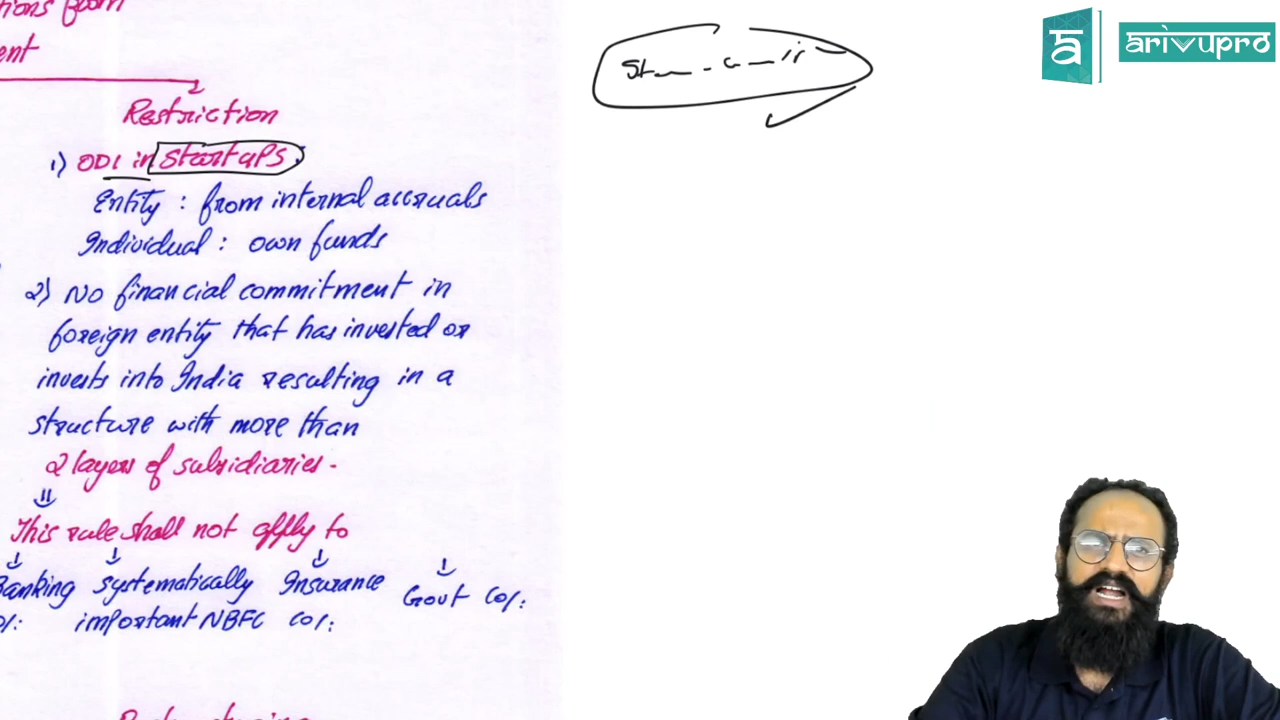 tions from
ent
Restriction
1) ODI in Startups.
Entity : from internal accruals
Individual : own funds
2) No financial commitment in
foreign entity that has invested or
invests into India resulting in a
structure with more than
2 layers of subsidiaries.
This rule shall not apply to
Banking systematically Insurance Govt Co/.
important NBFC co/.
ā arivupro